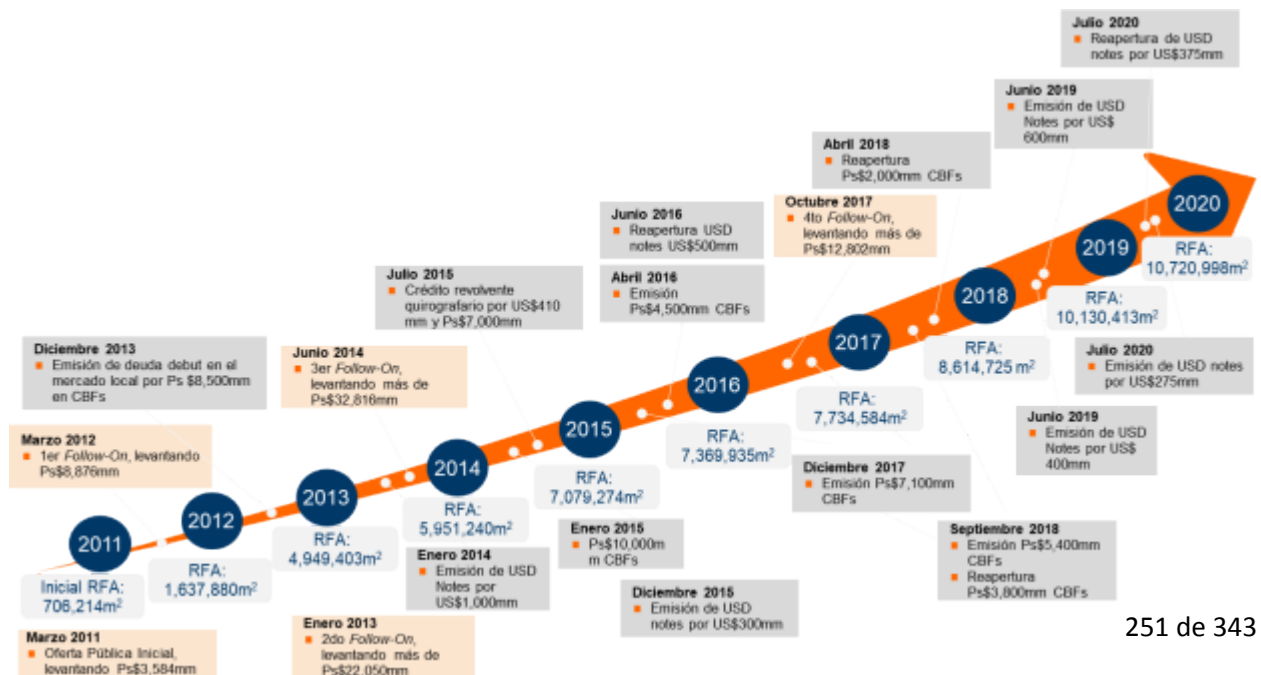 Julio 2020
▪ Reapertura de USD
notes por US$375mm
Junio 2019
▪ Emisión de USD
Notes por US$
600mm
Abril 2018
▪ Reapertura
Ps$2,000mm CBFs
Octubre 2017
▪ 4to Follow-On,
levantando más de
Ps$12,802mm
Junio 2016
▪ Reapertura USD
notes US$500mm
Abril 2016
▪ Emisión
Ps$4,500mm CBFs
Julio 2015
▪ Crédito revolvente
quirografario por US$410
mm y Ps$7,000mm
Junio 2014
▪ 3er Follow-On,
levantando más de
Ps$32,816mm
Diciembre 2013
▪ Emisión de deuda debut en el
mercado local por Ps $8,500mm
en CBFs
Marzo 2012
▪ 1er Follow-On, levantando
Ps$8,876mm
2011
Inicial RFA:
706,214m²
2012
RFA:
1,637,880m²
2013
RFA:
4,949,403m²
2014
RFA:
5,951,240m²
2015
RFA:
7,079,274m²
2016
RFA:
7,369,935m²
2017
RFA:
7,734,584m²
2018
RFA:
8,614,725 m²
2019
RFA:
10,130,413m²
2020
RFA:
10,720,998m²
Marzo 2011
▪ Oferta Pública Inicial,
levantando Ps$3,584mm
Enero 2013
▪ 2do Follow-On,
levantando más de
Ps$22,050mm
Enero 2014
▪ Emisión de USD
Notes por
US$1,000mm
Enero 2015
▪ Ps$10,000m
m CBFs
Diciembre 2015
▪ Emisión de USD
notes por US$300mm
Diciembre 2017
▪ Emisión Ps$7,100mm
CBFs
Septiembre 2018
▪ Emisión Ps$5,400mm
CBFs
▪ Reapertura
Ps$3,800mm CBFs
Junio 2019
▪ Emisión de USD
Notes por US$
400mm
Julio 2020
▪ Emisión de USD notes
por US$275mm
251 de 343